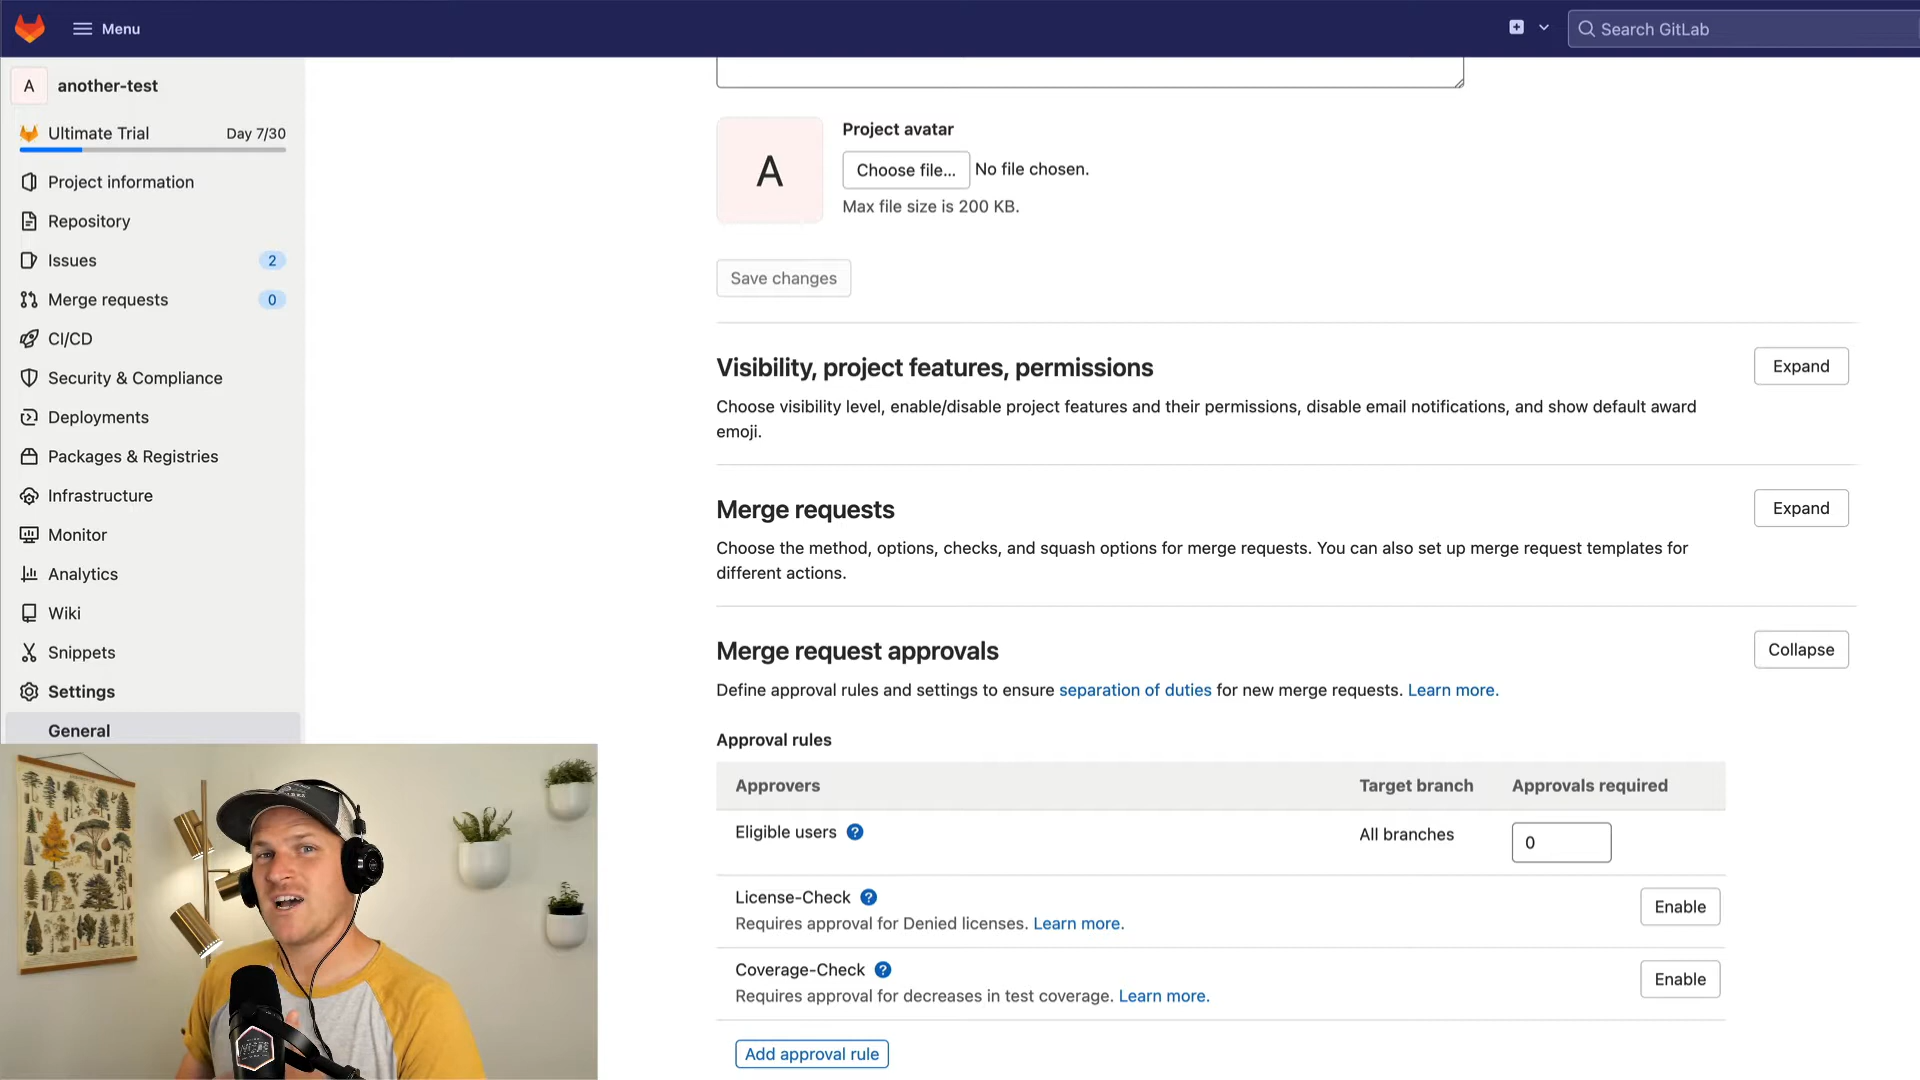 Menu
Search GitLab
A another-test
Ultimate Trial Day 7/30
Project information
Repository
Issues 2
Merge requests 0
CI/CD
Security & Compliance
Deployments
Packages & Registries
Infrastructure
Monitor
Analytics
Wiki
Snippets
Settings
General
A
Project avatar
Choose file... No file chosen.
Max file size is 200 KB.
Save changes
Visibility, project features, permissions
Expand
Choose visibility level, enable/disable project features and their permissions, disable email notifications, and show default award
emoji.
Merge requests
Expand
Choose the method, options, checks, and squash options for merge requests. You can also set up merge request templates for
different actions.
Merge request approvals
Collapse
Define approval rules and settings to ensure separation of duties for new merge requests. Learn more.
Approval rules
Approvers Target branch Approvals required
Eligible users ? All branches 0
License-Check ?
Requires approval for Denied licenses. Learn more.
Enable
Coverage-Check ?
Requires approval for decreases in test coverage. Learn more.
Enable
Add approval rule